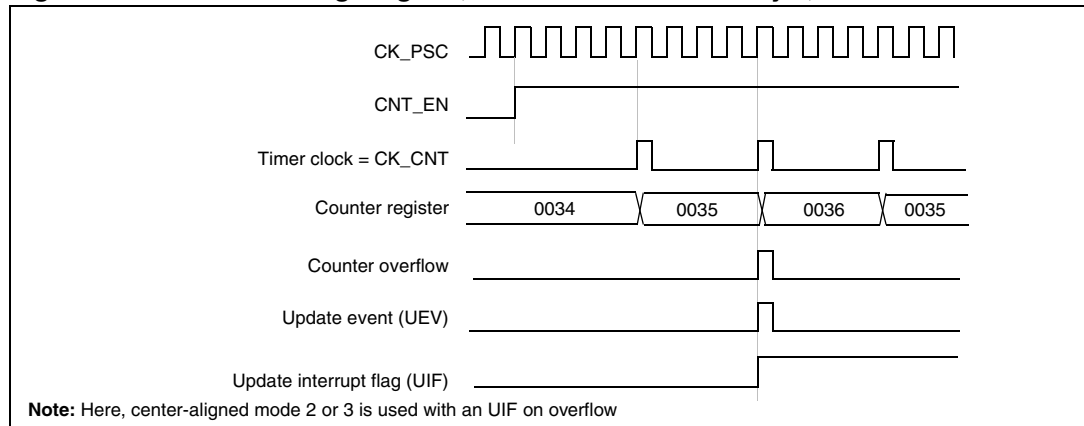 CK_PSC
CNT_EN
Timer clock = CK_CNT
Counter register
0034 0035 0036 0035
Counter overflow
Update event (UEV)
Update interrupt flag (UIF)
Note: Here, center-aligned mode 2 or 3 is used with an UIF on overflow